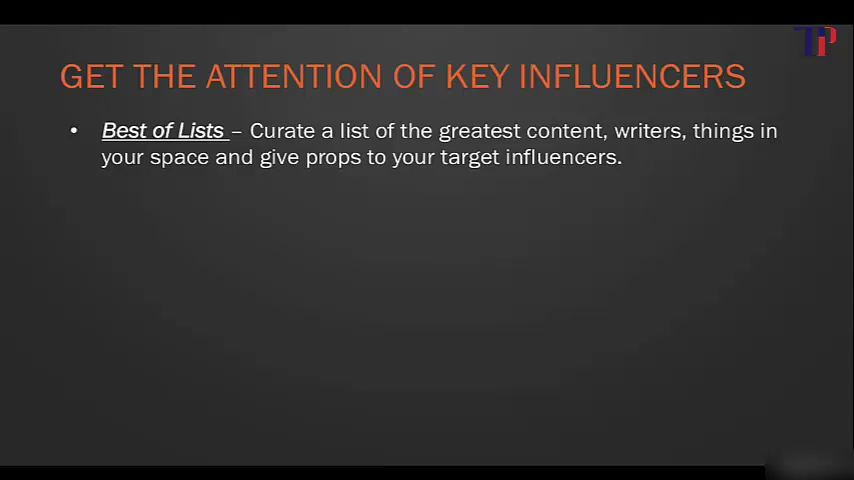 GET THE ATTENTION OF KEY INFLUENCERS
• Best of Lists – Curate a list of the greatest content, writers, things in
your space and give props to your target influencers.